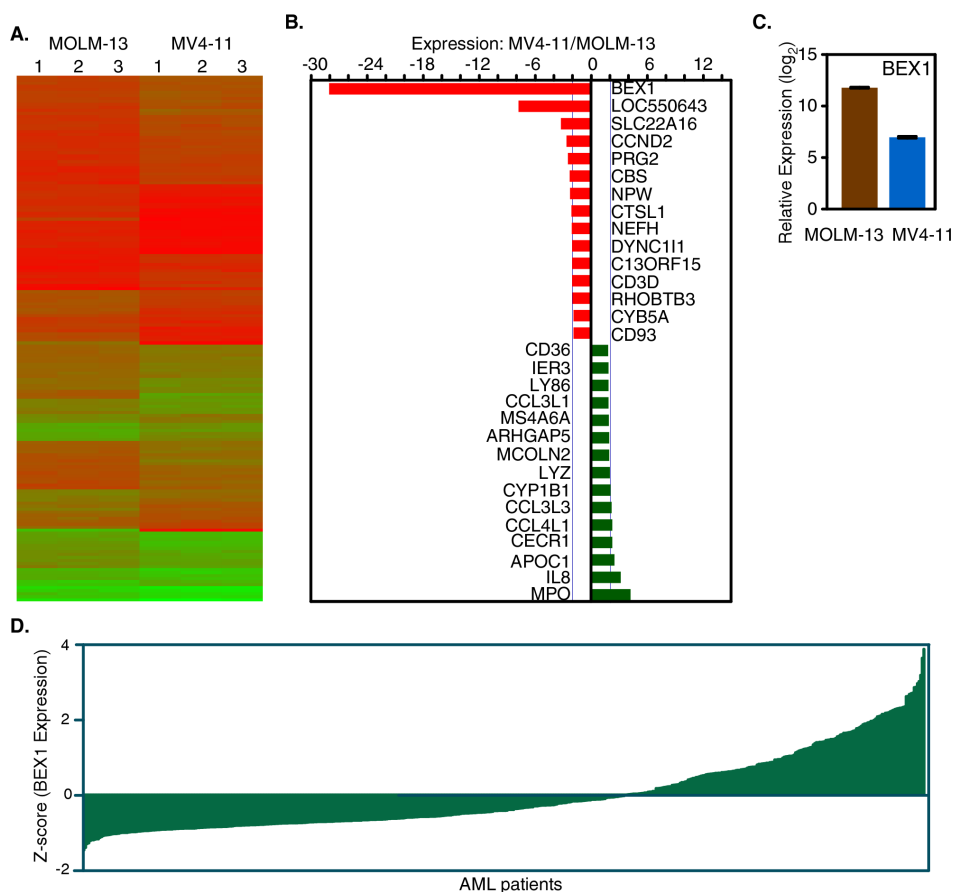 A.
MOLM-13 MV4-11
1 2 3 1 2 3
B.
Expression: MV4-11/MOLM-13
-30 -24 -18 -12 -6 0 6 12
BEX1
LOC550643
SLC22A16
CCND2
PRG2
CBS
NPW
CTSL1
NEFH
DYNC1I1
C13ORF15
CD3D
RHOBTB3
CYB5A
CD93
CD36
IER3
LY86
CCL3L1
MS4A6A
ARHGAP5
MCOLN2
LYZ
CYP1B1
CCL3L3
CCL4L1
CECR1
APOC1
IL8
MPO
C.
Relative Expression (log2)
15
10
5
0
BEX1
MOLM-13 MV4-11
D.
Z-score (BEX1 Expression)
4
2
0
-2
AML patients